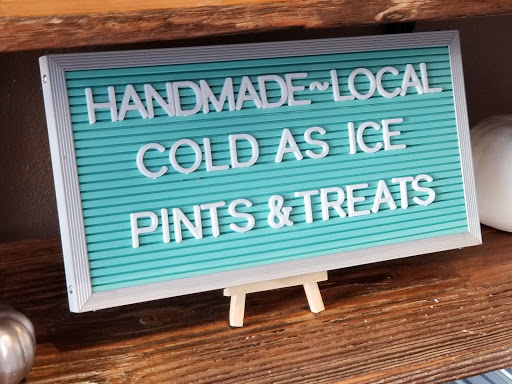 HANDMADE~LOCAL
COLD AS ICE
PINTS & TREATS